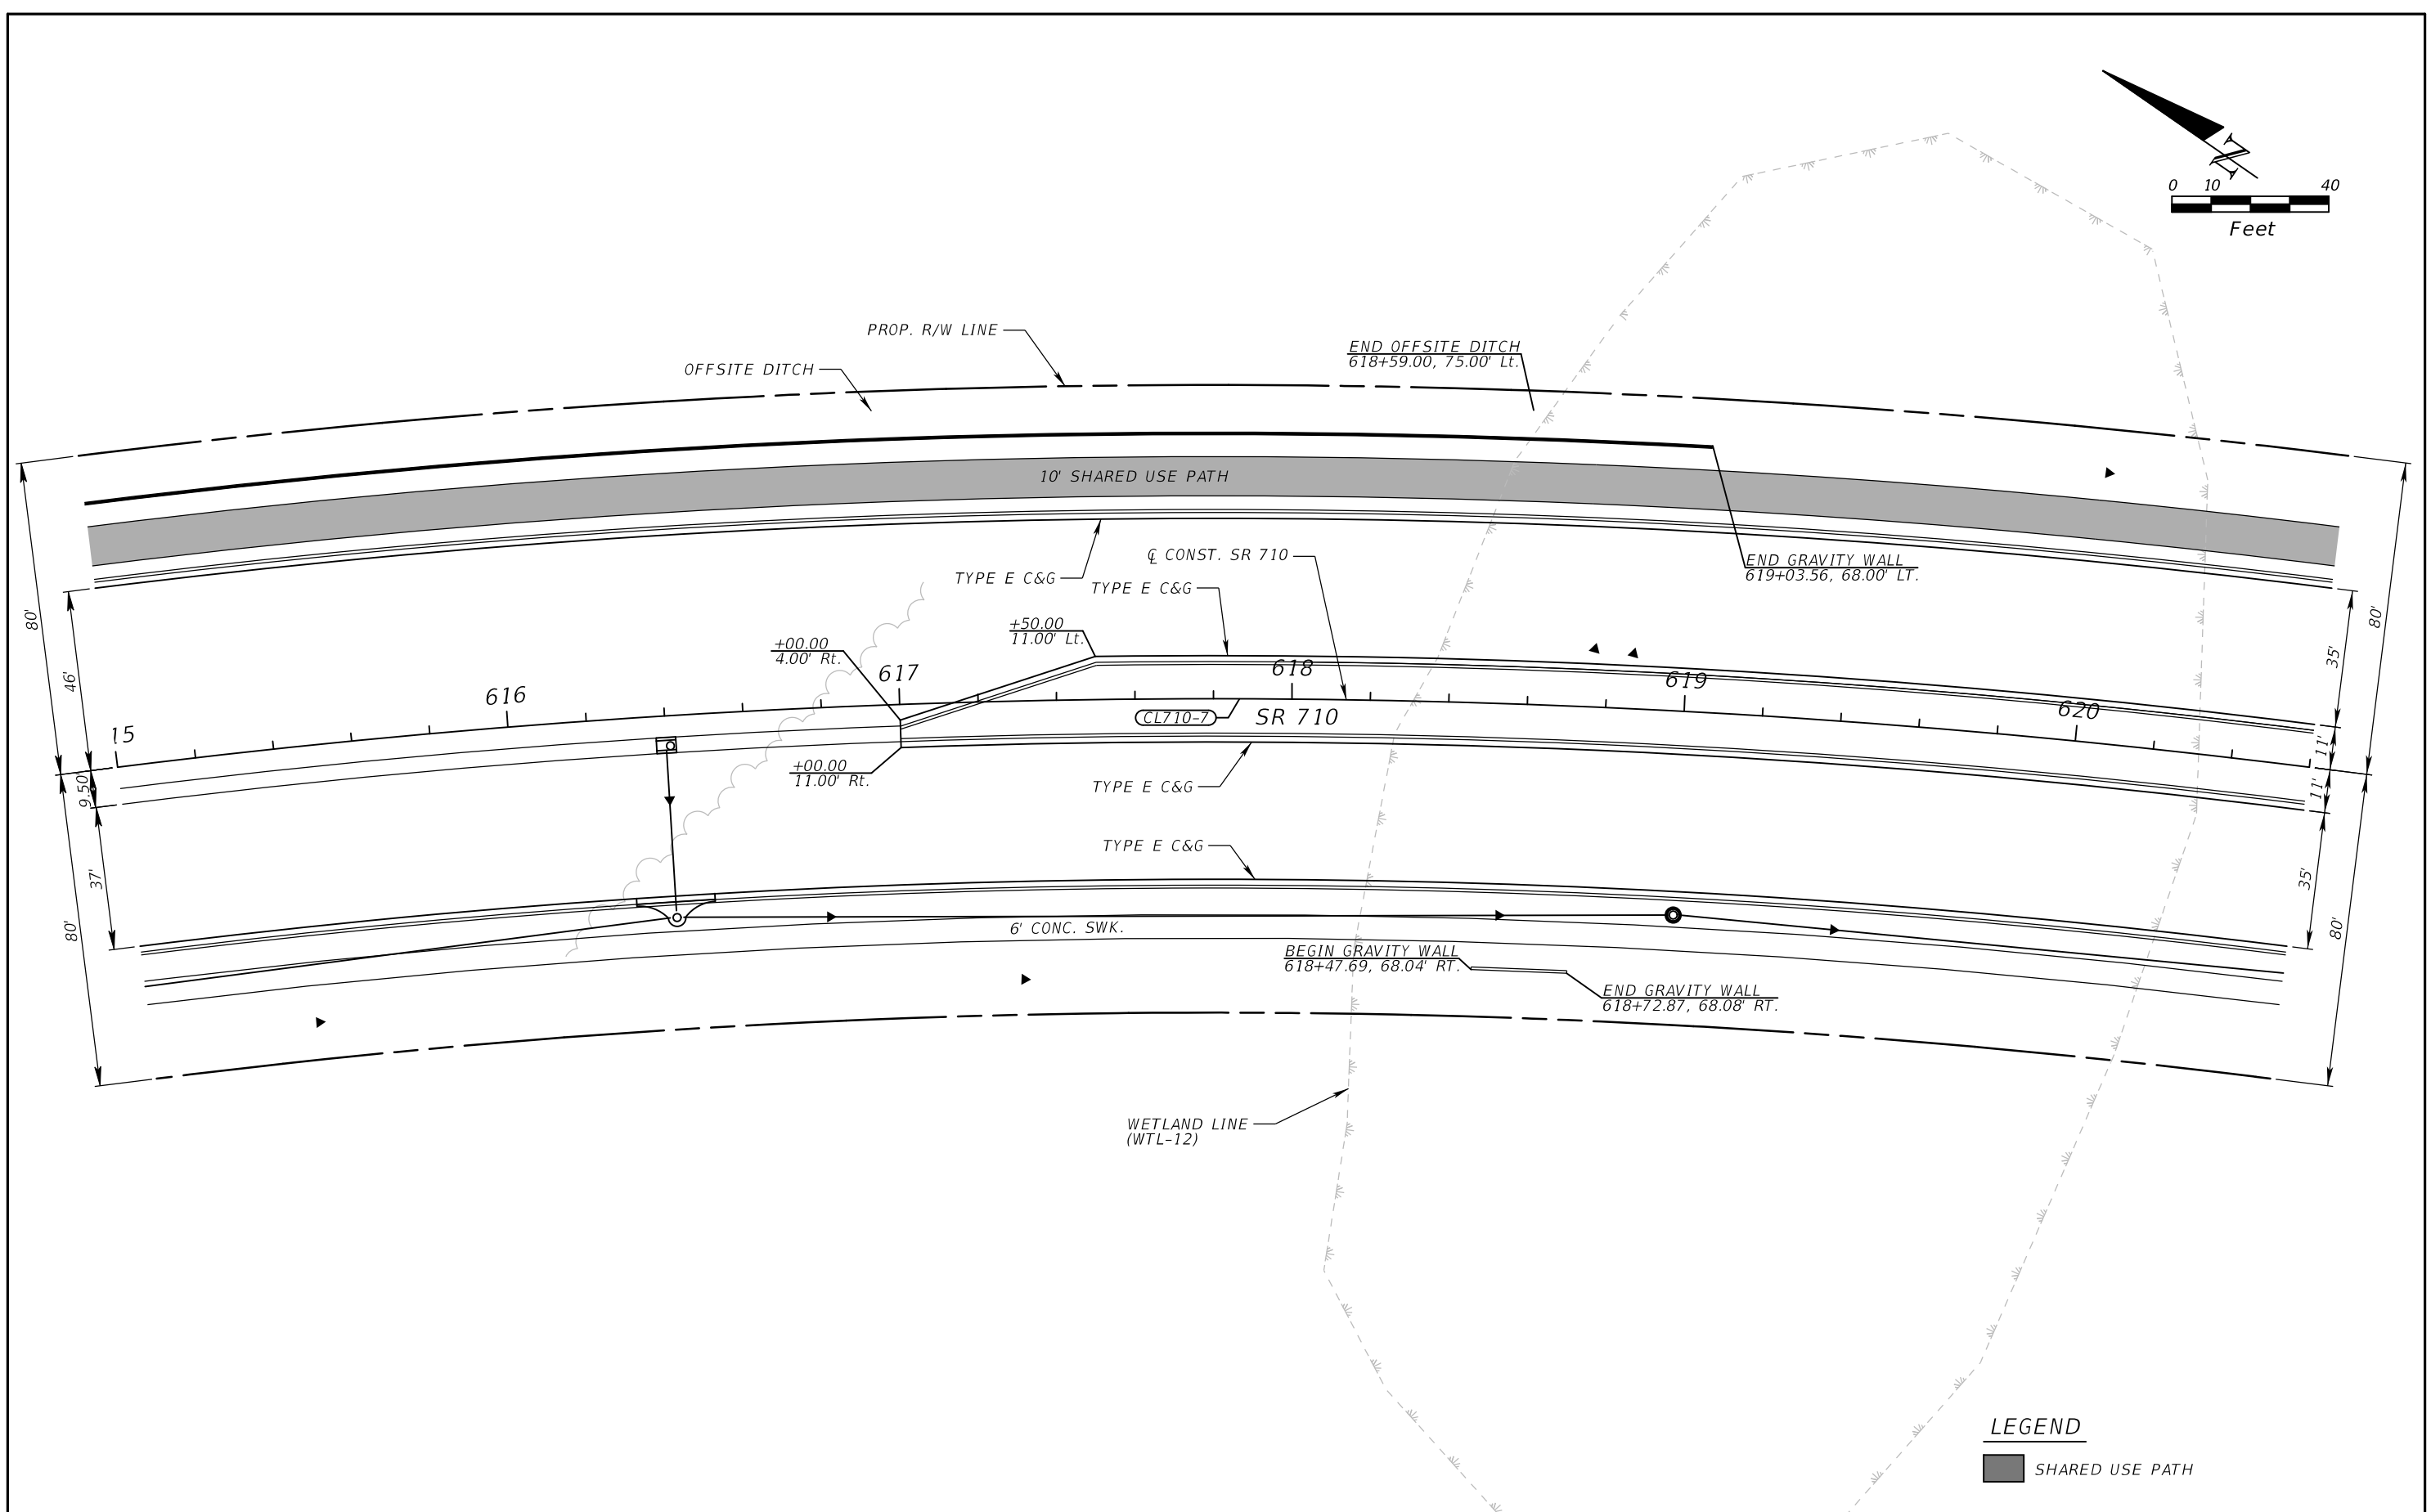 N
0 10 40
Feet
PROP. R/W LINE
OFFSITE DITCH
END OFFSITE DITCH
618+59.00, 75.00' Lt.
10' SHARED USE PATH
℄ CONST. SR 710
TYPE E C&G
TYPE E C&G
END GRAVITY WALL
619+03.56, 68.00' LT.
+50.00
11.00' Lt.
+00.00
4.00' Rt.
15
616
617
618
619
620
CL710-7
SR 710
+00.00
11.00' Rt.
TYPE E C&G
TYPE E C&G
6' CONC. SWK.
BEGIN GRAVITY WALL
618+47.69, 68.04' RT.
END GRAVITY WALL
618+72.87, 68.08' RT.
WETLAND LINE
(WTL-12)
80'
46'
9.50'
37'
80'
80'
35'
11'
11'
35'
80'
LEGEND
SHARED USE PATH